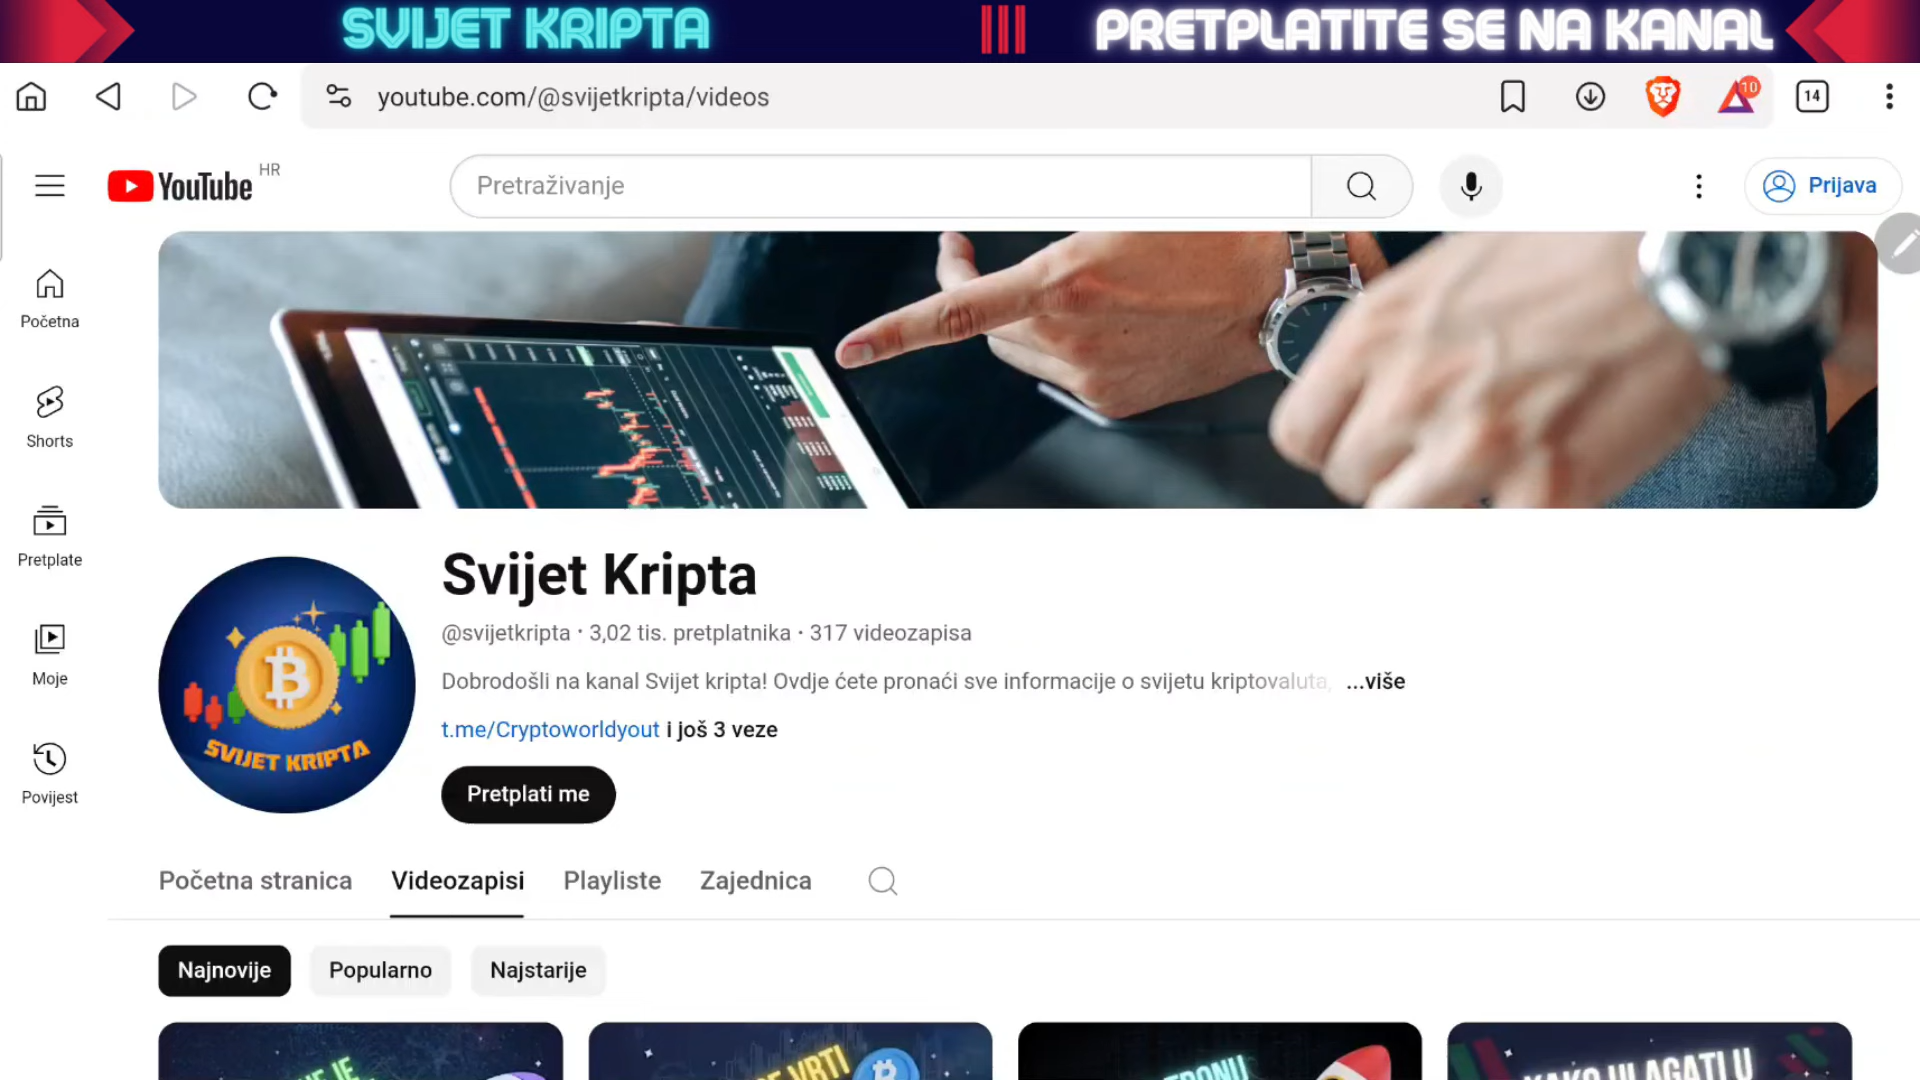 SVIJET KRIPTA
PRETPLATITE SE NA KANAL
youtube.com/@svijetkripta/videos
10
14
YouTube
HR
Pretraživanje
Prijava
Početna
Shorts
Pretplate
Moje
Povijest
SVIJET KRIPTA
Svijet Kripta
@svijetkripta · 3,02 tis. pretplatnika · 317 videozapisa
Dobrodošli na kanal Svijet kripta! Ovdje ćete pronaći sve informacije o svijetu kriptovaluta, ...više
t.me/Cryptoworldyout i još 3 veze
Pretplati me
Početna stranica
Videozapisi
Playliste
Zajednica
Najnovije
Popularno
Najstarije
VRTI
KAKO ULAGATI U